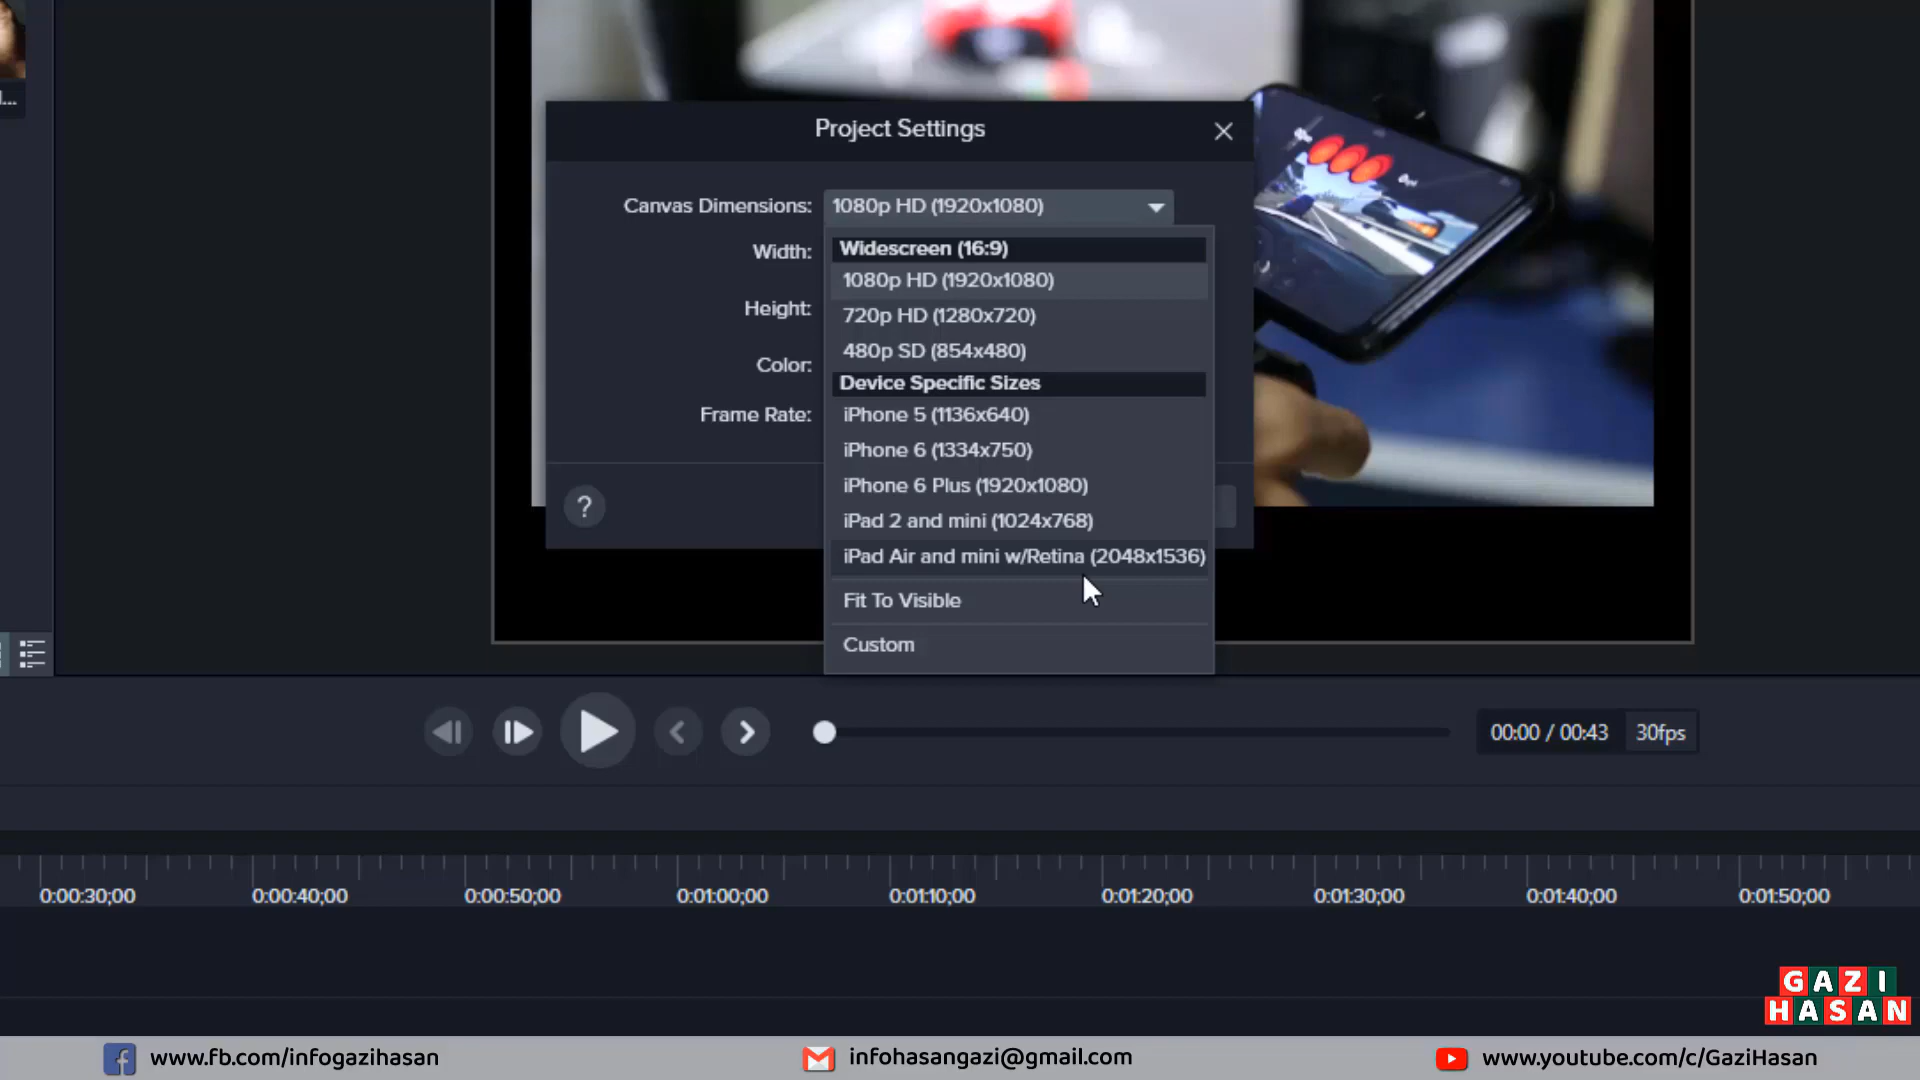 l...
Project Settings
Canvas Dimensions: 1080p HD (1920x1080)
Width:
Height:
Color:
Frame Rate:
Widescreen (16:9)
1080p HD (1920x1080)
720p HD (1280x720)
480p SD (854x480)
Device Specific Sizes
iPhone 5 (1136x640)
iPhone 6 (1334x750)
iPhone 6 Plus (1920x1080)
iPad 2 and mini (1024x768)
iPad Air and mini w/Retina (2048x1536)
Fit To Visible
Custom
?
00:00 / 00:43 30fps
0:00:30;00 0:00:40;00 0:00:50;00 0:01:00;00 0:01:10;00 0:01:20;00 0:01:30;00 0:01:40;00 0:01:50;00
GAZI
HASAN
www.fb.com/infogazihasan infohasangazi@gmail.com www.youtube.com/c/GaziHasan